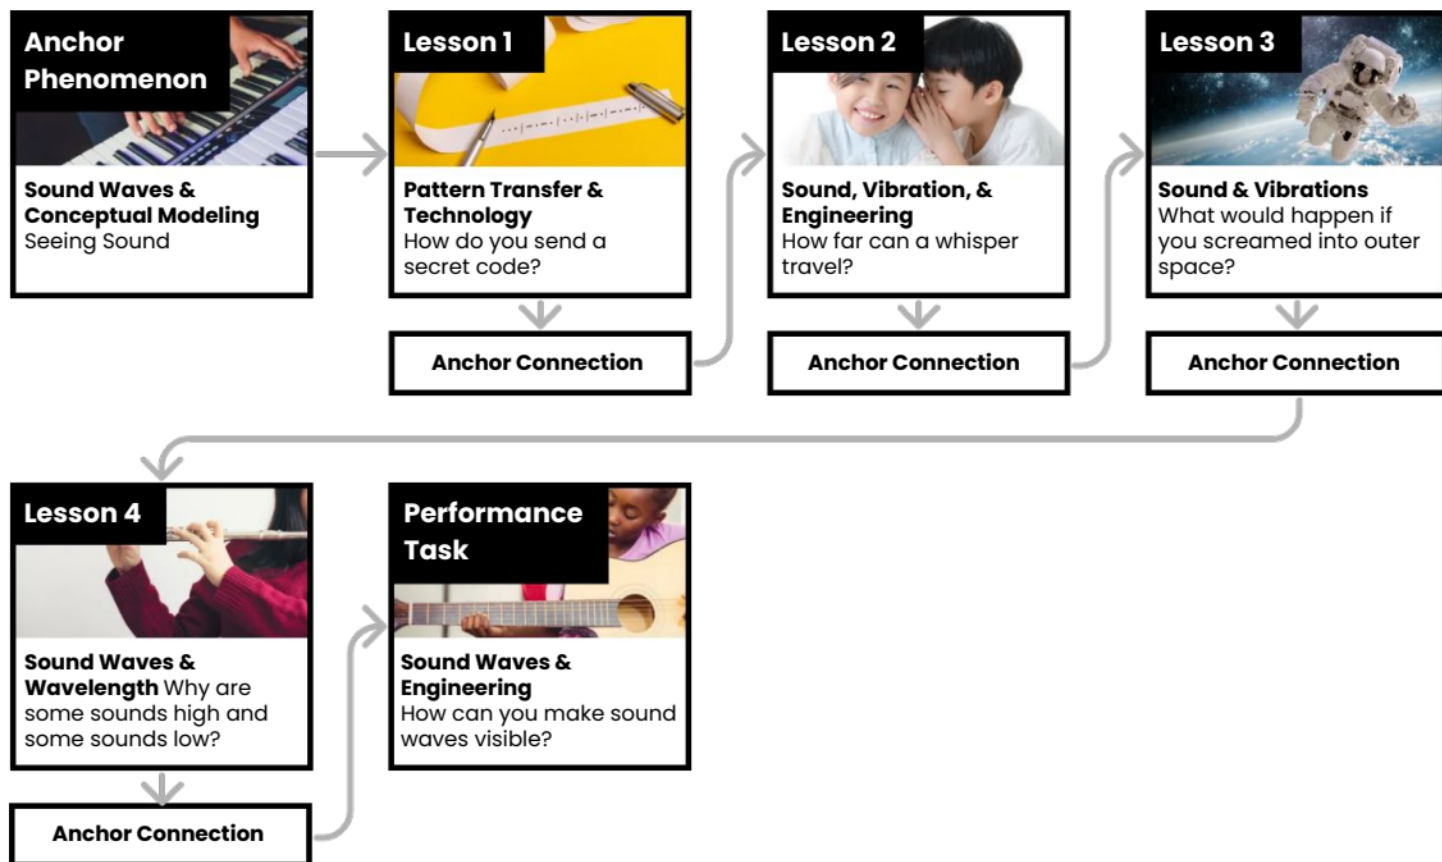 Anchor
Phenomenon
Sound Waves &
Conceptual Modeling
Seeing Sound
Lesson 1
Pattern Transfer &
Technology
How do you send a
secret code?
Anchor Connection
Lesson 2
Sound, Vibration, &
Engineering
How far can a whisper
travel?
Anchor Connection
Lesson 3
Sound & Vibrations
What would happen if
you screamed into outer
space?
Anchor Connection
Lesson 4
Sound Waves &
Wavelength Why are
some sounds high and
some sounds low?
Anchor Connection
Performance
Task
Sound Waves &
Engineering
How can you make sound
waves visible?